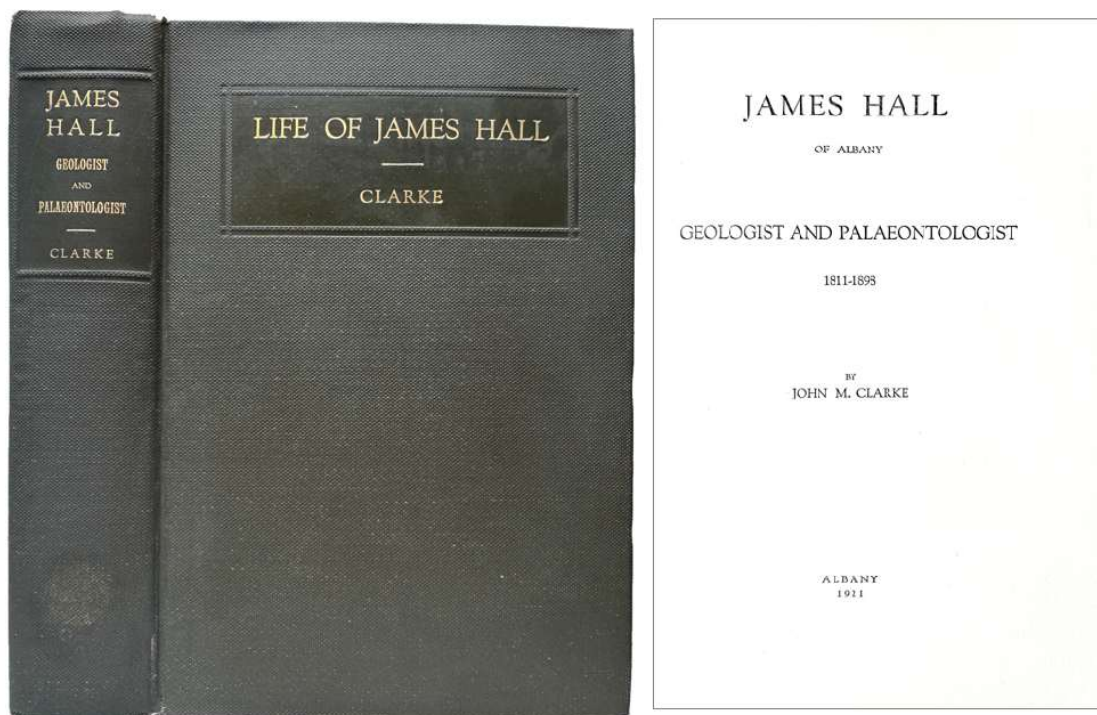 JAMES
HALL
GEOLOGIST
AND
PALAEONTOLOGIST
CLARKE
LIFE OF JAMES HALL
CLARKE
JAMES HALL
OF ALBANY
GEOLOGIST AND PALAEONTOLOGIST
1811-1898
BY
JOHN M. CLARKE
ALBANY
1921